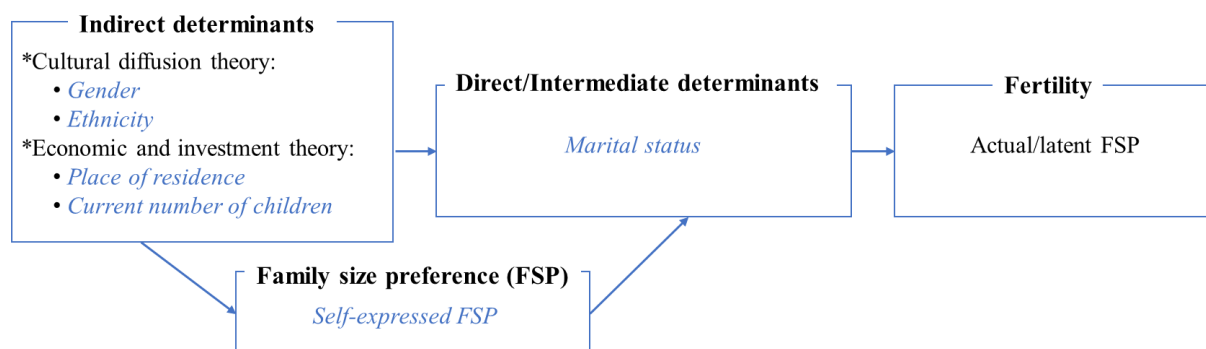 Indirect determinants
*Cultural diffusion theory:
• Gender
• Ethnicity
*Economic and investment theory:
• Place of residence
• Current number of children
Direct/Intermediate determinants
Marital status
Fertility
Actual/latent FSP
Family size preference (FSP)
Self-expressed FSP